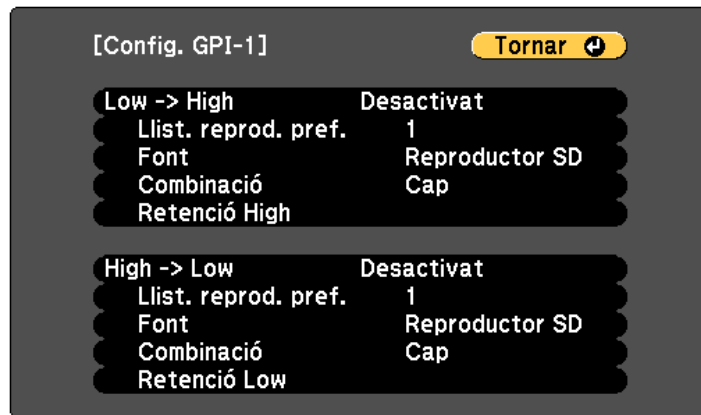 [Config. GPI-1] Tornar
Low -> High Desactivat
Llist. reprod. pref. 1
Font Reproductor SD
Combinació Cap
Retenció High
High -> Low Desactivat
Llist. reprod. pref. 1
Font Reproductor SD
Combinació Cap
Retenció Low